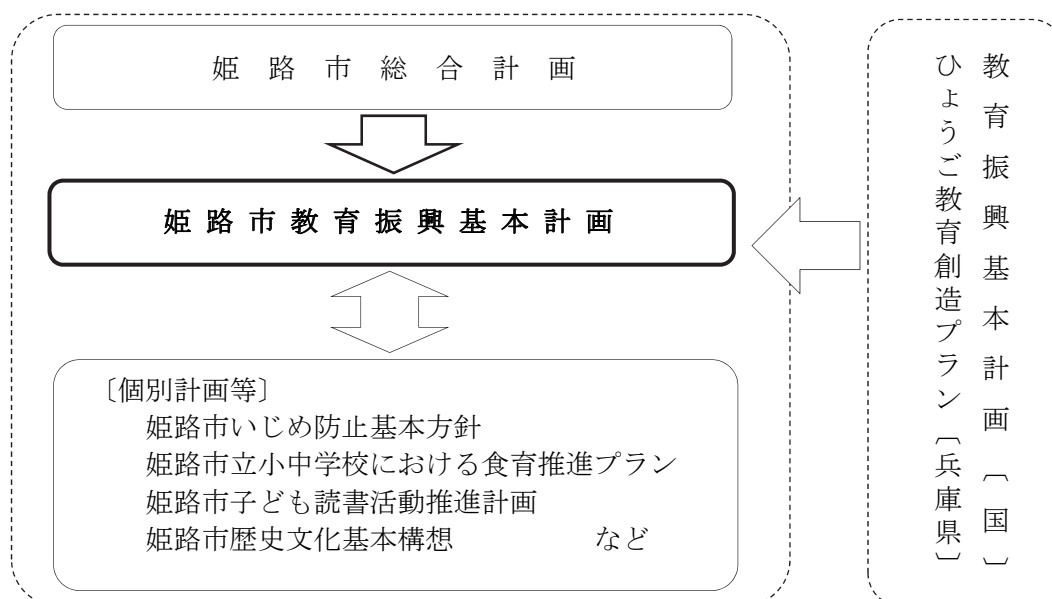 姫路市総合計画
姫路市教育振興基本計画
〔個別計画等〕
姫路市いじめ防止基本方針
姫路市立小中学校における食育推進プラン
姫路市子ども読書活動推進計画
姫路市歴史文化基本構想　など
教育振興基本計画〔国〕
ひょうご教育創造プラン〔兵庫県〕